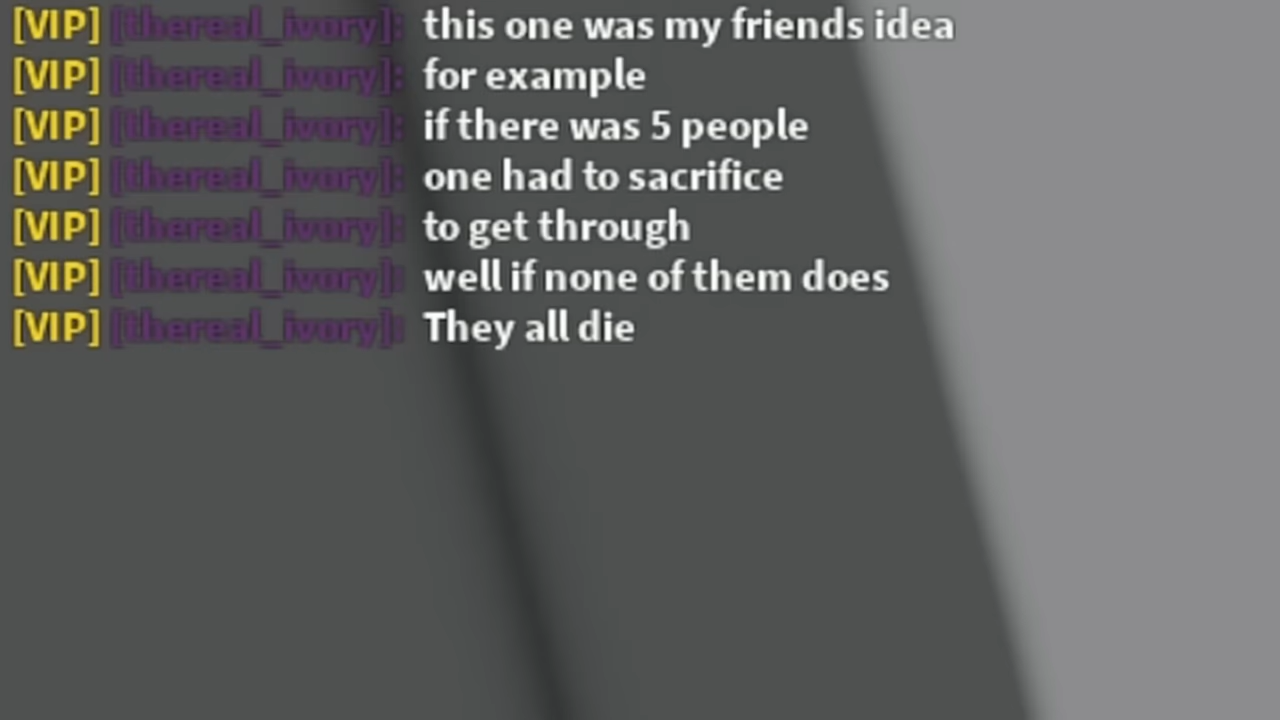 [VIP] [thereal_ivory]: this one was my friends idea
[VIP] [thereal_ivory]: for example
[VIP] [thereal_ivory]: if there was 5 people
[VIP] [thereal_ivory]: one had to sacrifice
[VIP] [thereal_ivory]: to get through
[VIP] [thereal_ivory]: well if none of them does
[VIP] [thereal_ivory]: They all die